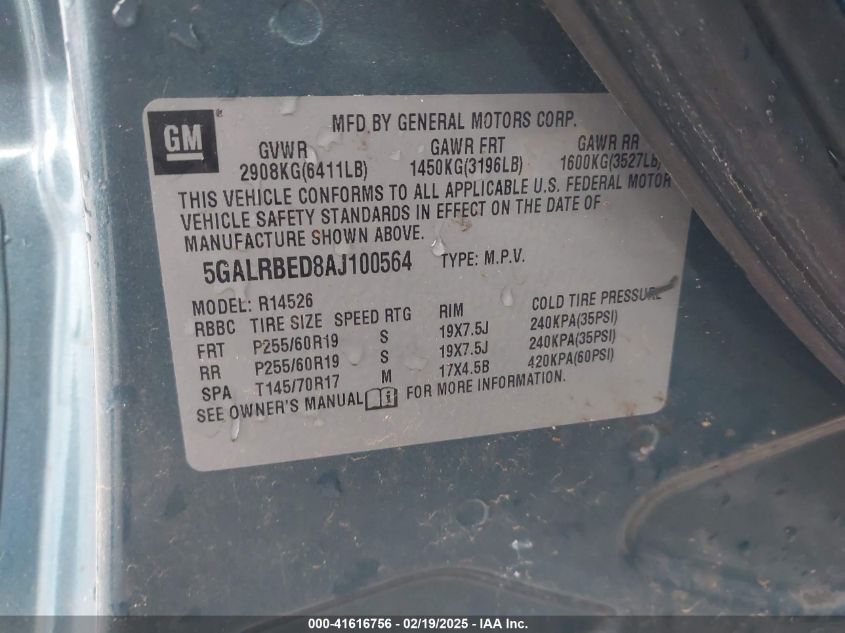 GM
MFD BY GENERAL MOTORS CORP.
GVWR GAWR FRT GAWR RR
2908KG(6411LB) 1450KG(3196LB) 1600KG(3527LB)
THIS VEHICLE CONFORMS TO ALL APPLICABLE U.S. FEDERAL MOTOR
VEHICLE SAFETY STANDARDS IN EFFECT ON THE DATE OF
MANUFACTURE SHOWN ABOVE.
5GALRBED8AJ100564 TYPE: M.P.V.
MODEL: R14526
RBBC TIRE SIZE SPEED RTG RIM COLD TIRE PRESSURE
FRT P255/60R19 S 19X7.5J 240KPA(35PSI)
RR P255/60R19 S 19X7.5J 240KPA(35PSI)
SPA T145/70R17 M 17X4.5B 420KPA(60PSI)
SEE OWNER'S MANUAL FOR MORE INFORMATION.
000-41616756 - 02/19/2025 - IAA Inc.